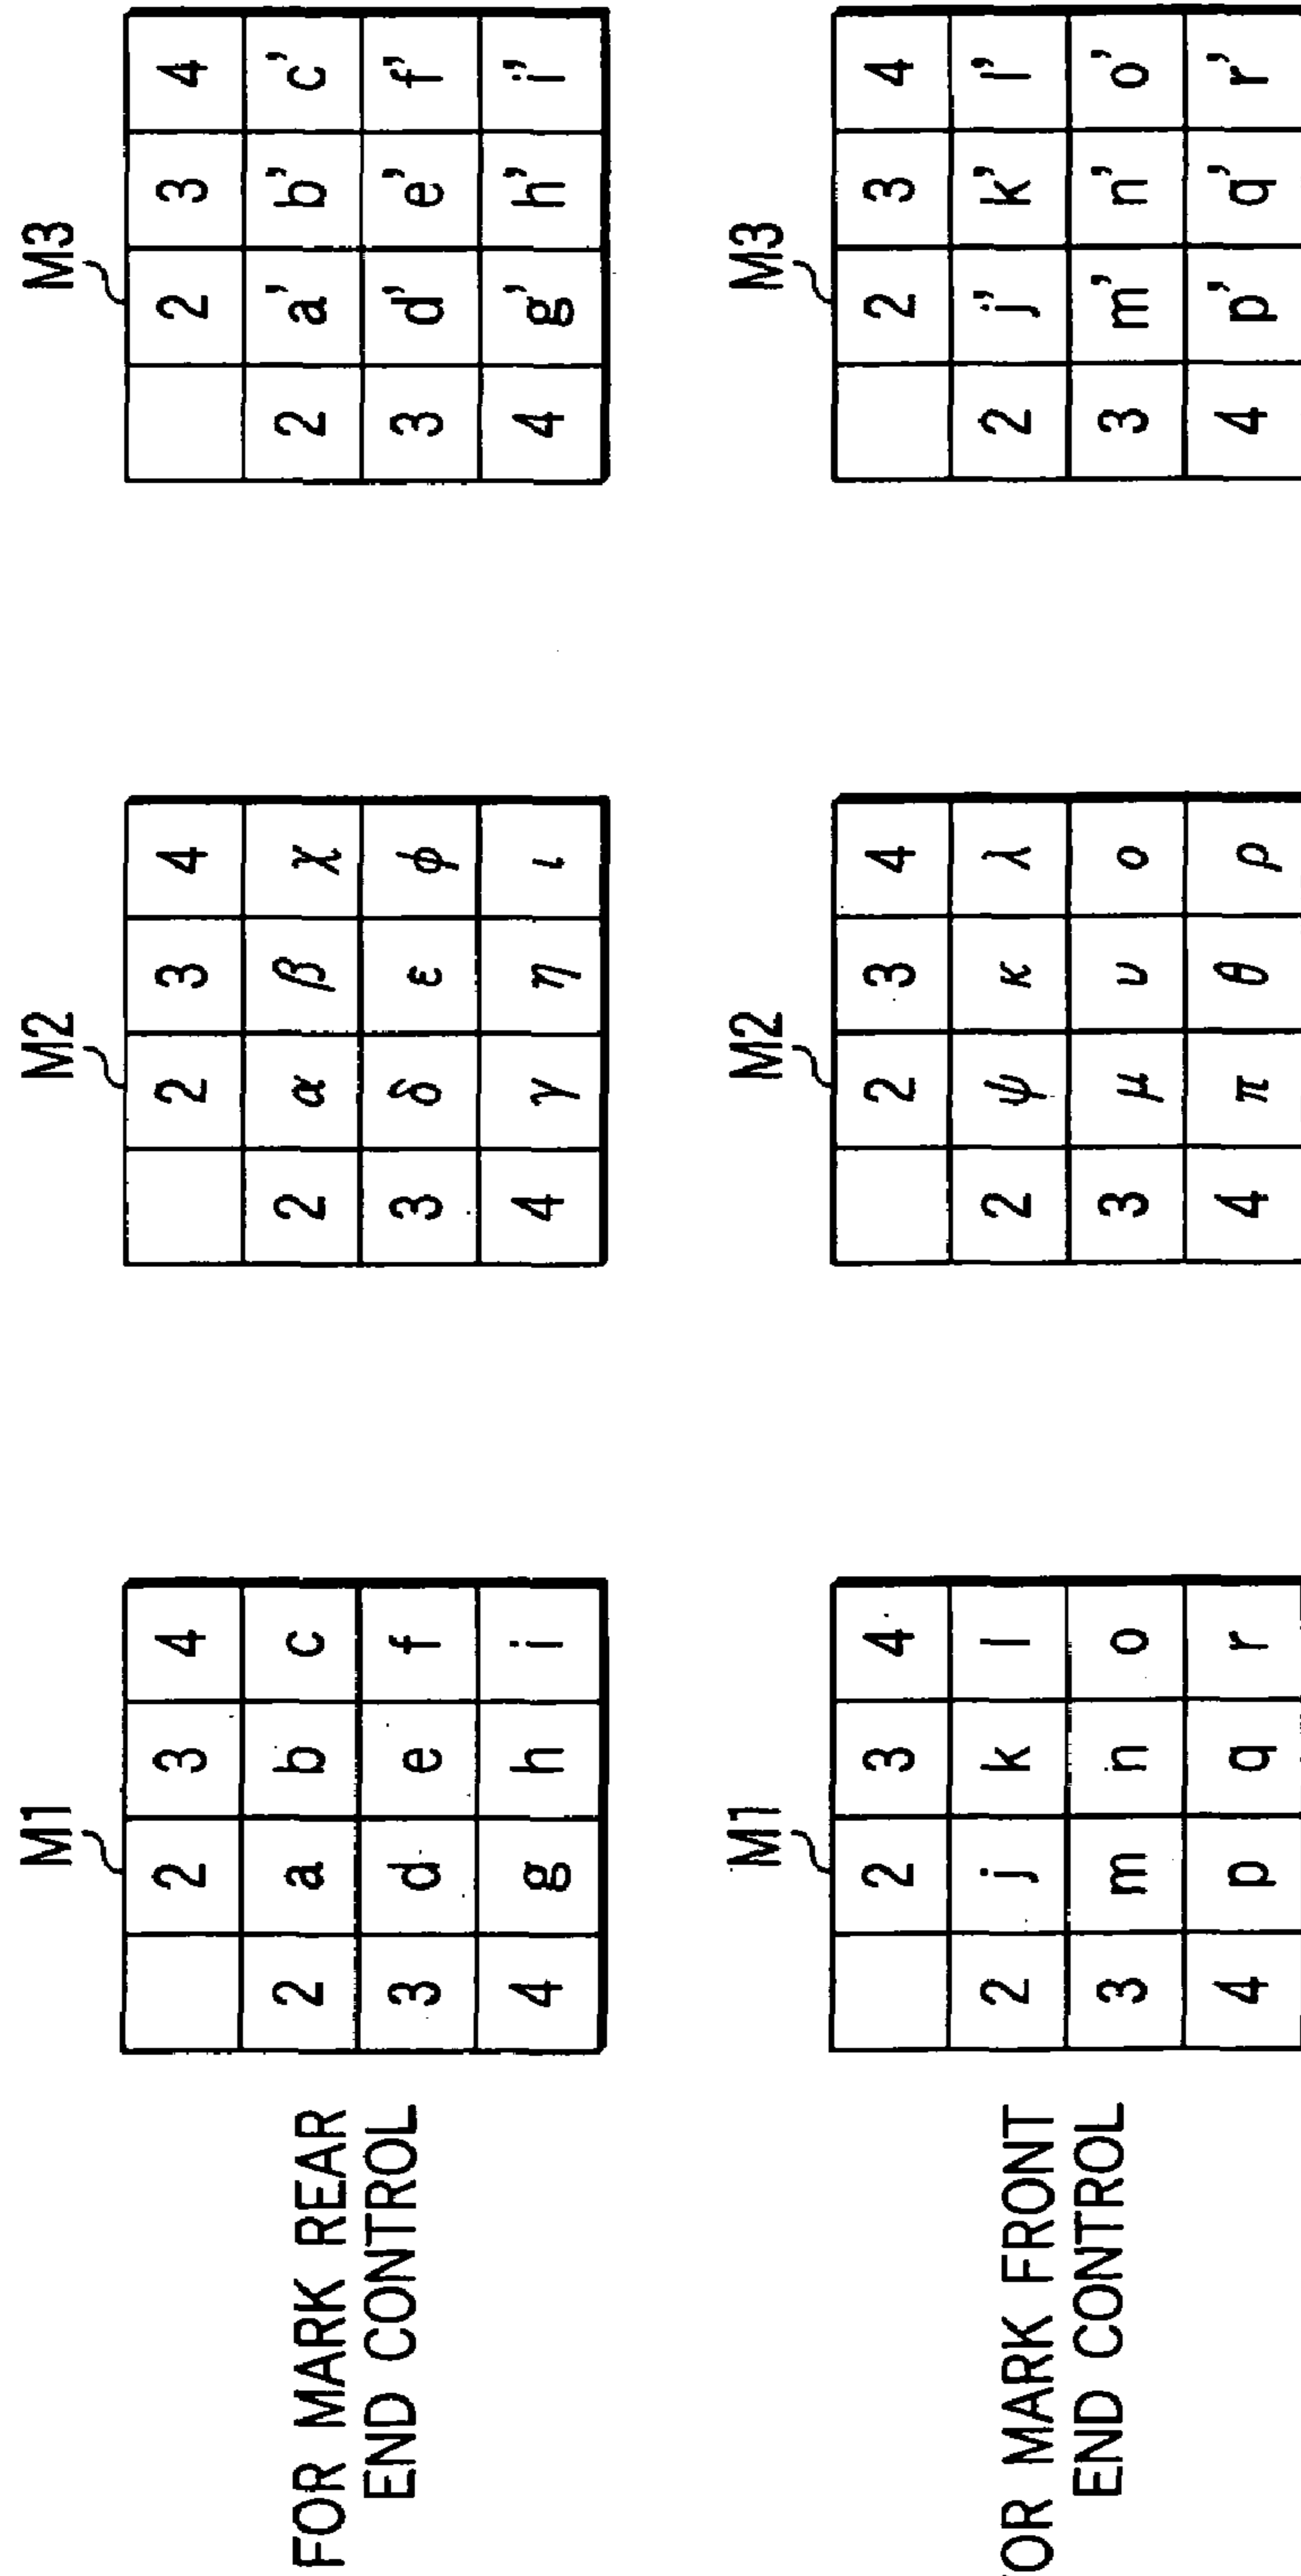 FOR MARK REAR
END CONTROL
M1
2 3 4
2 a b c
3 d e f
4 g h i
M2
2 3 4
2 α β χ
3 δ ε ϕ
4 γ η ι
M3
2 3 4
2 a' b' c'
3 d' e' f'
4 g' h' i'
OR MARK FRONT
END CONTROL
M1
2 3 4
2 j k l
3 m n o
4 p q r
M2
2 3 4
2 ψ κ λ
3 μ υ ο
4 π θ ρ
M3
2 3 4
2 j' k' l'
3 m' n' o'
4 p' q' r'